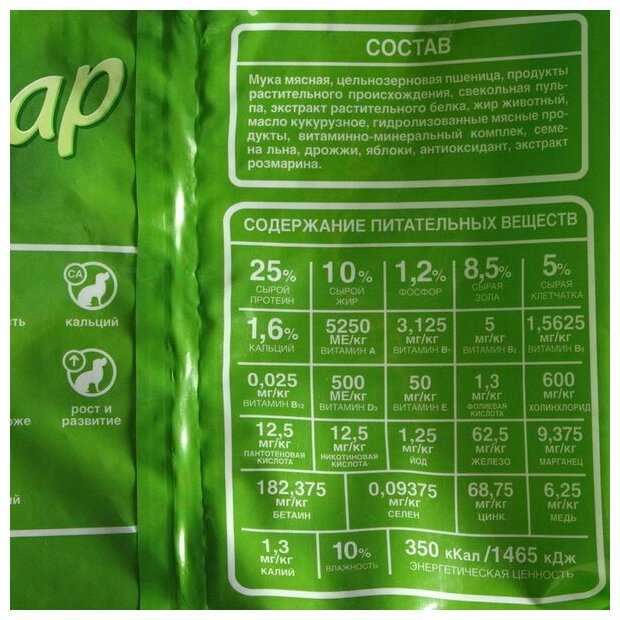 ар
СОСТАВ
Мука мясная, цельнозерновая пшеница, продукты
растительного происхождения, свекольная пуль-
па, экстракт растительного белка, жир животный,
масло кукурузное, гидролизованные мясные про-
дукты, витаминно-минеральный комплекс, семе-
на льна, дрожжи, яблоки, антиоксидант, экстракт
розмарина.
СОДЕРЖАНИЕ ПИТАТЕЛЬНЫХ ВЕЩЕСТВ
25% 10% 1,2% 8,5% 5%
СЫРОЙ СЫРОЙ ФОСФОР СЫРАЯ СЫРАЯ
ПРОТЕИН ЖИР ЗОЛА КЛЕТЧАТКА
1,6% 5250 3,125 5 1,5625
КАЛЬЦИЙ МЕ/кг мг/кг мг/кг мг/кг
ВИТАМИН А ВИТАМИН B1 ВИТАМИН B2 ВИТАМИН B6
0,025 500 50 1,3 600
мг/кг МЕ/кг мг/кг мг/кг мг/кг
ВИТАМИН B12 ВИТАМИН D3 ВИТАМИН Е ФОЛИЕВАЯ КИСЛОТА ХОЛИНХЛОРИД
12,5 12,5 1,25 62,5 9,375
мг/кг мг/кг мг/кг мг/кг мг/кг
ПАНТОТЕНОВАЯ НИКОТИНОВАЯ ЙОД ЖЕЛЕЗО МАРГАНЕЦ
КИСЛОТА КИСЛОТА
182,375 0,09375 68,75 6,25
мг/кг мг/кг мг/кг мг/кг
БЕТАИН СЕЛЕН ЦИНК МЕДЬ
1,3 10% 350 кКал/1465 кДж
мг/кг ВЛАЖНОСТЬ ЭНЕРГЕТИЧЕСКАЯ ЦЕННОСТЬ
КАЛИЙ
СА
ть кальций
рост и
оже развитие
ий